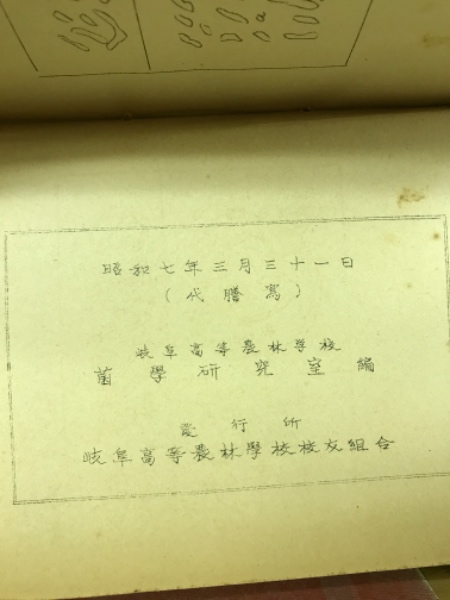 昭和七年三月三十一日
(代謄寫)
岐阜高等農林學校
菌學研究室編
發行所
岐阜高等農林學校校友組合